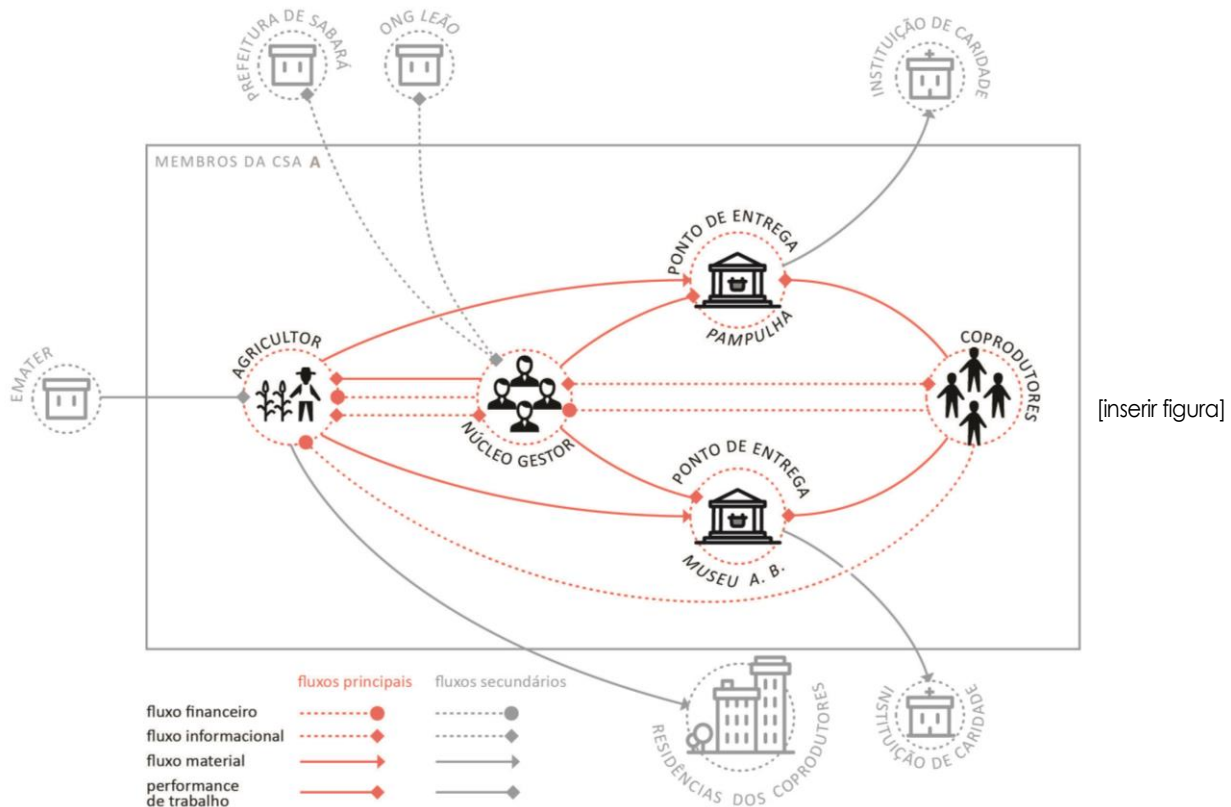 PREFEITURA DE SABARÁ
ONG LEÃO
INSTITUIÇÃO DE CARIDADE
MEMBROS DA CSA A
PONTO DE ENTREGA
PAMPULHA
AGRICULTOR
COPRODUTORES
EMATER
NÚCLEO GESTOR
[inserir figura]
PONTO DE ENTREGA
MUSEU A. B.
fluxos principais
fluxos secundários
fluxo financeiro
fluxo informacional
fluxo material
performance
de trabalho
RESIDÊNCIAS DOS COPRODUTORES
INSTITUIÇÃO DE CARIDADE